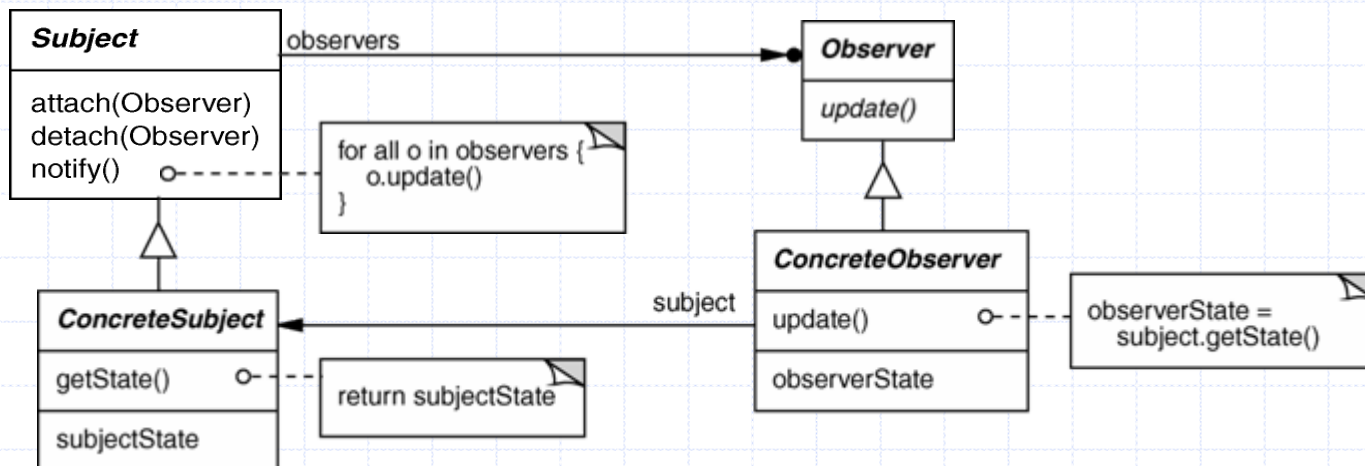 Subject
attach(Observer)
detach(Observer)
notify()
observers
Observer
update()
for all o in observers {
o.update()
}
ConcreteSubject
getState()
subjectState
return subjectState
subject
ConcreteObserver
update()
observerState
observerState =
subject.getState()